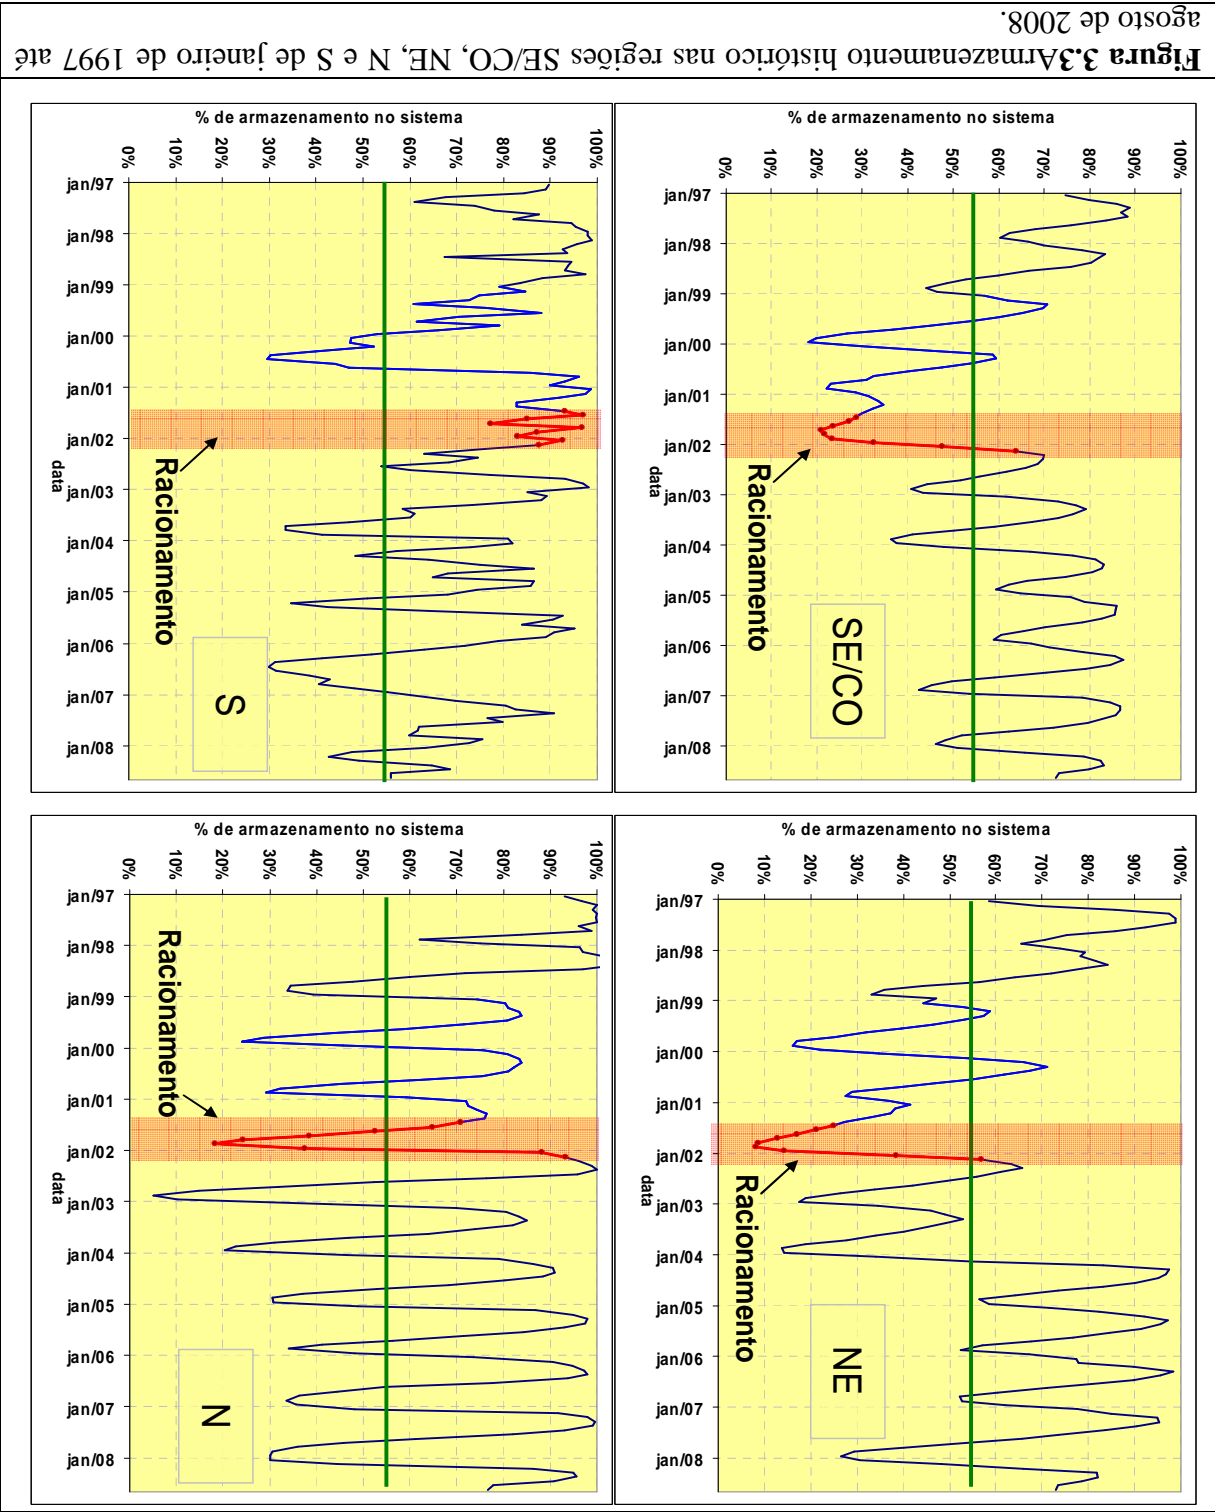 % de armazenamento no sistema
100%
90%
80%
70%
60%
50%
40%
30%
20%
10%
0%
jan/97
jan/98
jan/99
jan/00
jan/01
jan/02
jan/03
jan/04
jan/05
jan/06
jan/07
jan/08
data
Racionamento
SE/CO
% de armazenamento no sistema
100%
90%
80%
70%
60%
50%
40%
30%
20%
10%
0%
jan/97
jan/98
jan/99
jan/00
jan/01
jan/02
jan/03
jan/04
jan/05
jan/06
jan/07
jan/08
data
Racionamento
NE
% de armazenamento no sistema
100%
90%
80%
70%
60%
50%
40%
30%
20%
10%
0%
jan/97
jan/98
jan/99
jan/00
jan/01
jan/02
jan/03
jan/04
jan/05
jan/06
jan/07
jan/08
data
Racionamento
S
% de armazenamento no sistema
100%
90%
80%
70%
60%
50%
40%
30%
20%
10%
0%
jan/97
jan/98
jan/99
jan/00
jan/01
jan/02
jan/03
jan/04
jan/05
jan/06
jan/07
jan/08
data
Racionamento
N
Figura 3.3.Armazenamento histórico nas regiões SE/CO, NE, N e S de janeiro de 1997 até
agosto de 2008.